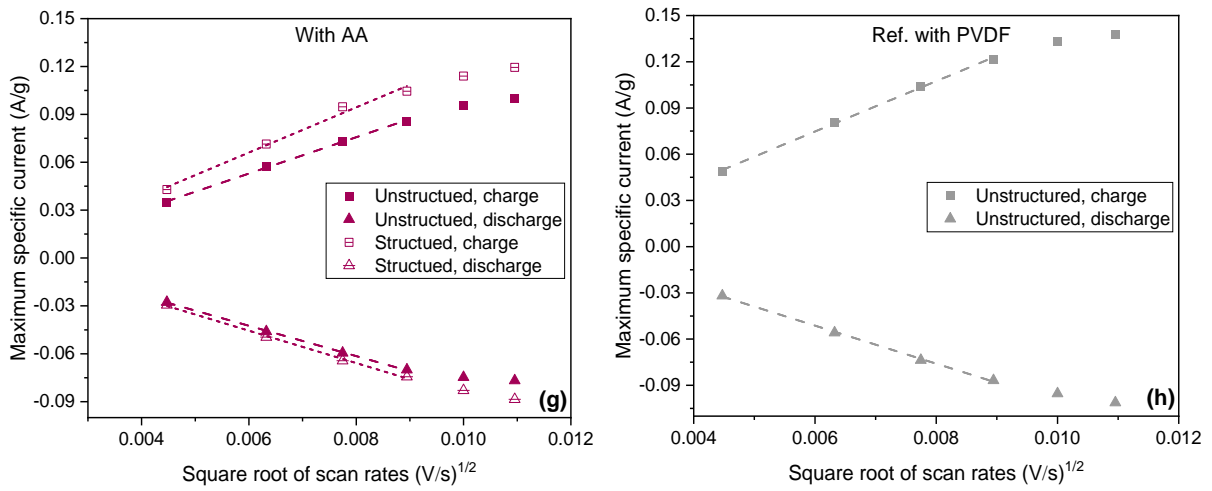 With AA
0.15
0.12
0.09
0.06
0.03
0.00
-0.03
-0.06
-0.09
Maximum specific current (A/g)
Unstructued, charge
Unstructued, discharge
Structued, charge
Structued, discharge
(g)
0.004 0.006 0.008 0.010 0.012
Square root of scan rates (V/s)1/2
Ref. with PVDF
0.15
0.12
0.09
0.06
0.03
0.00
-0.03
-0.06
-0.09
Maximum specific current (A/g)
Unstructured, charge
Unstructured, discharge
(h)
0.004 0.006 0.008 0.010 0.012
Square root of scan rates (V/s)1/2